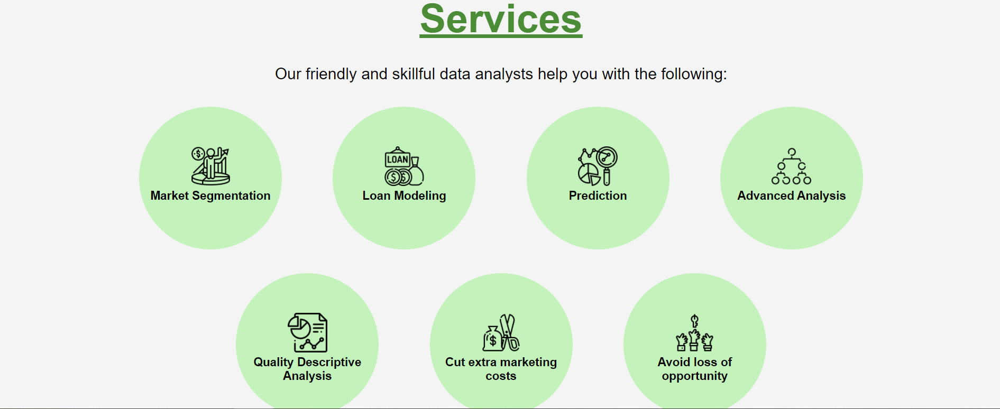 Services
Our friendly and skillful data analysts help you with the following:
LOAN
Market Segmentation
Loan Modeling
Prediction
Advanced Analysis
Quality Descriptive
Analysis
Cut extra marketing
costs
Avoid loss of
opportunity